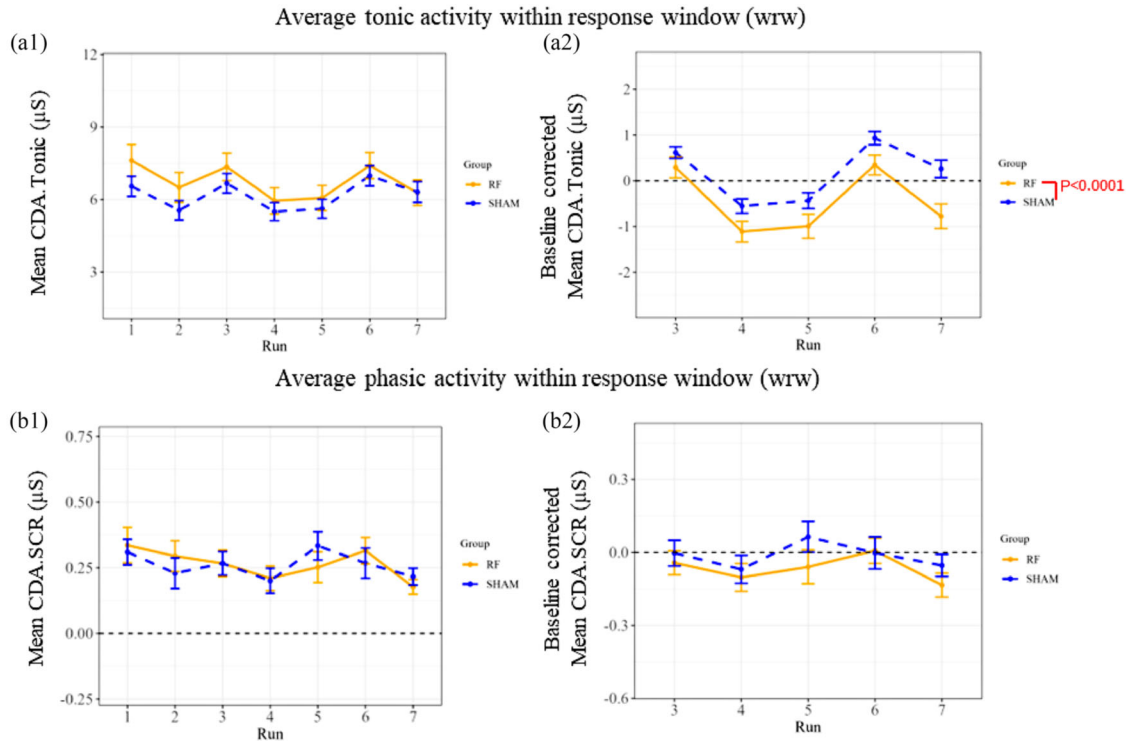 Average tonic activity within response window (wrw)
(a1)
Mean CDA.Tonic (µS)
12
9
6
3
1 2 3 4 5 6 7
Run
Group
RF
SHAM
(a2)
Baseline corrected
Mean CDA.Tonic (µS)
2
1
0
-1
-2
3 4 5 6 7
Run
Group
RF
SHAM
P<0.0001
Average phasic activity within response window (wrw)
(b1)
Mean CDA.SCR (µS)
0.75
0.50
0.25
0.00
-0.25
1 2 3 4 5 6 7
Run
Group
RF
SHAM
(b2)
Baseline corrected
Mean CDA.SCR (µS)
0.3
0.0
-0.3
-0.6
3 4 5 6 7
Run
Group
RF
SHAM